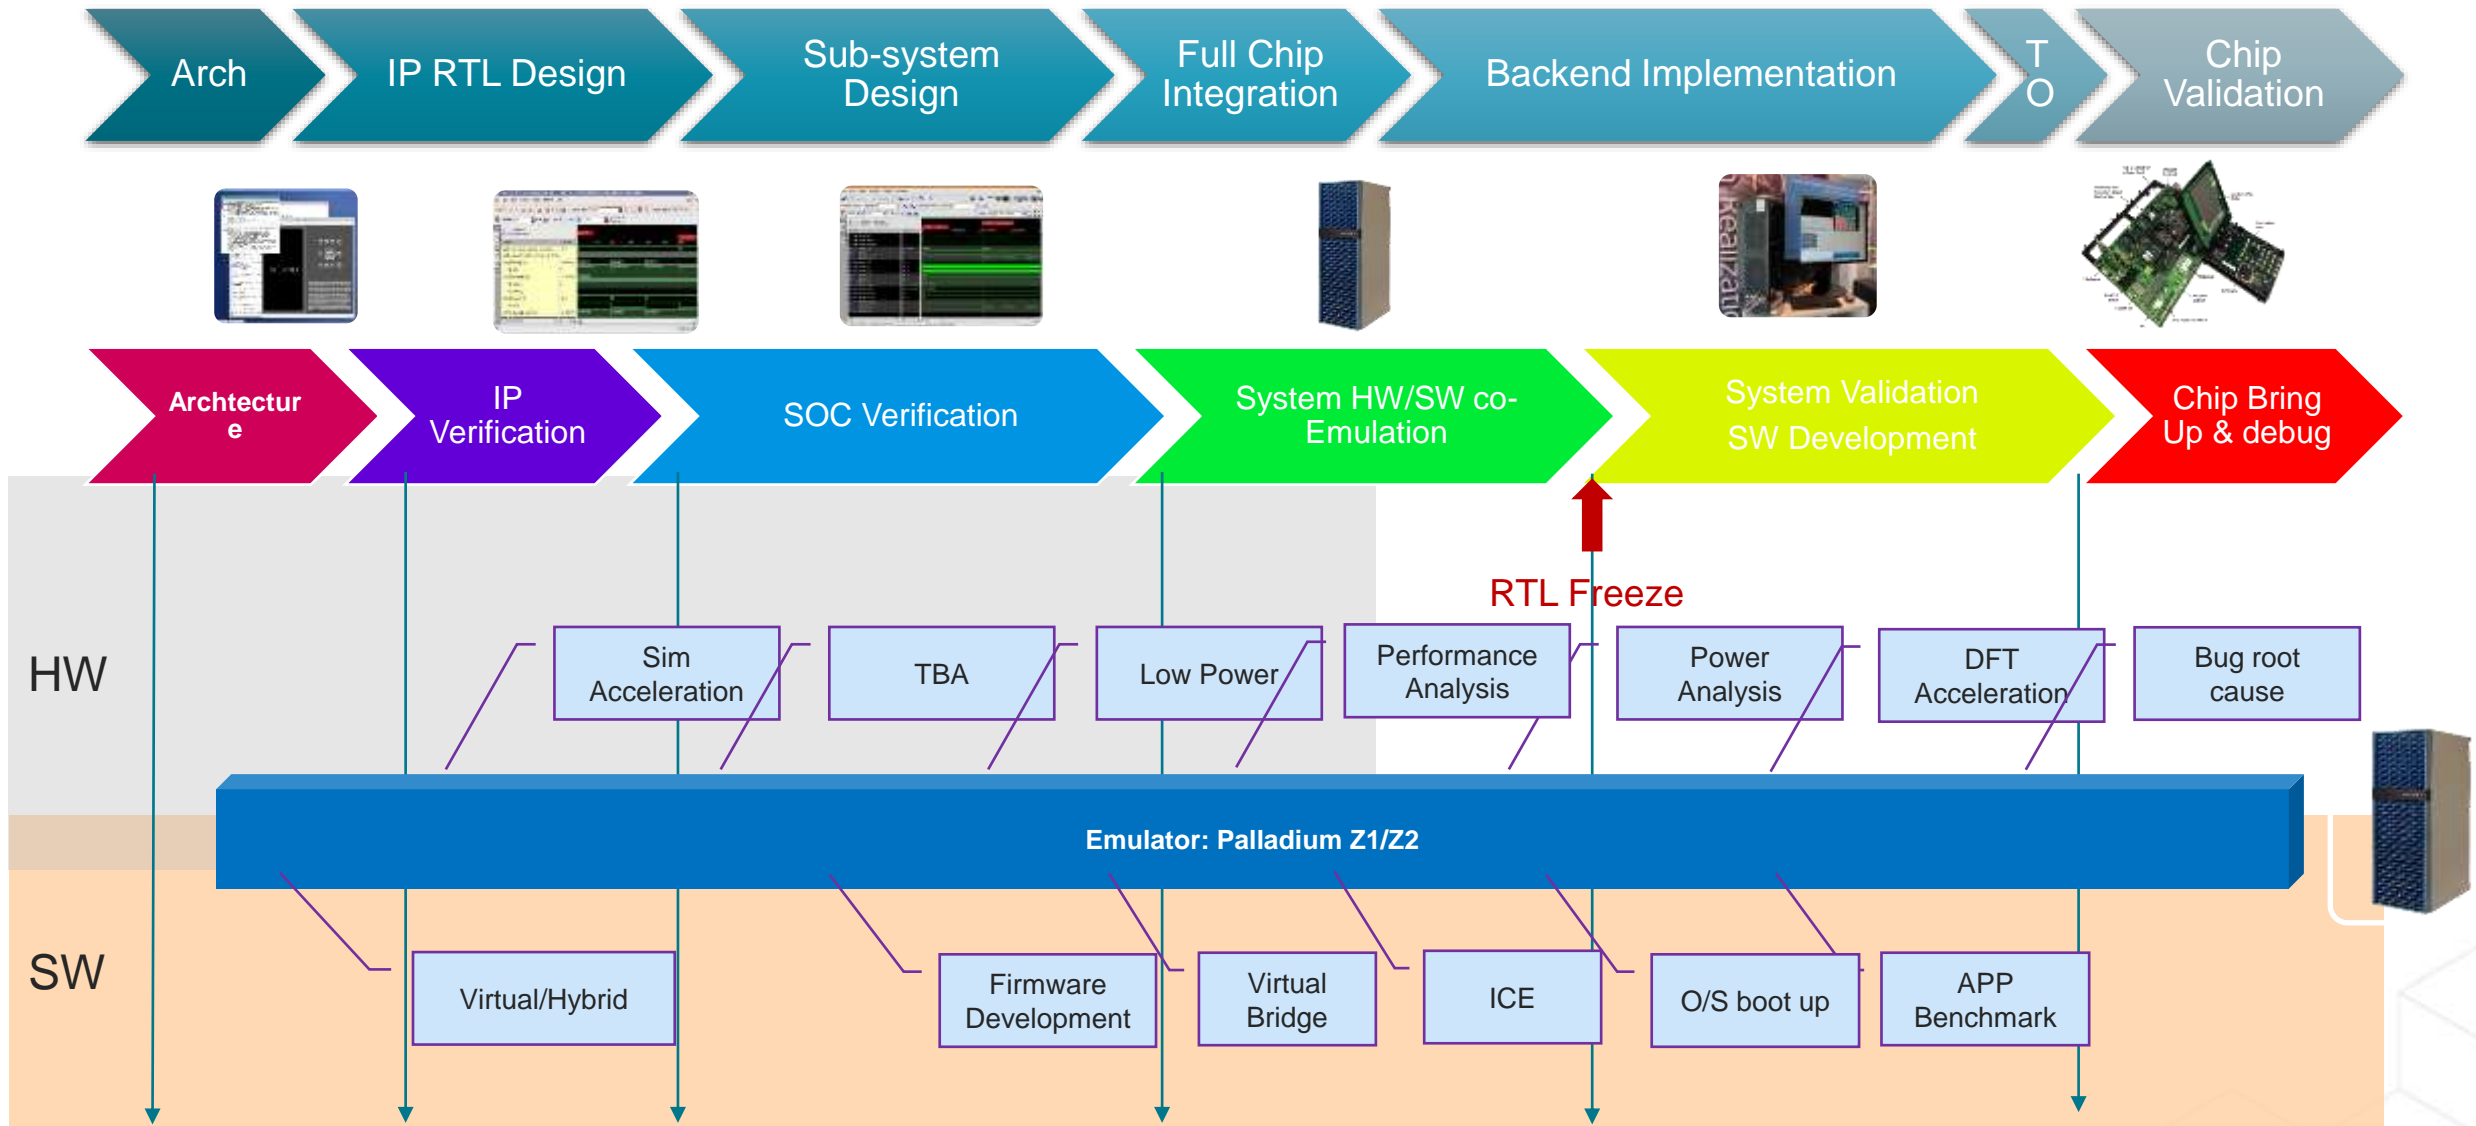 Arch
IP RTL Design
Sub-system
Design
Full Chip
Integration
Backend Implementation
T
O
Chip
Validation
Realizat
Archtectur
e
IP
Verification
SOC Verification
System HW/SW co-
Emulation
System Validation
SW Development
Chip Bring
Up & debug
RTL Freeze
HW
Sim
Acceleration
TBA
Low Power
Performance
Analysis
Power
Analysis
DFT
Acceleration
Bug root
cause
Emulator: Palladium Z1/Z2
SW
Virtual/Hybrid
Firmware
Development
Virtual
Bridge
ICE
O/S boot up
APP
Benchmark